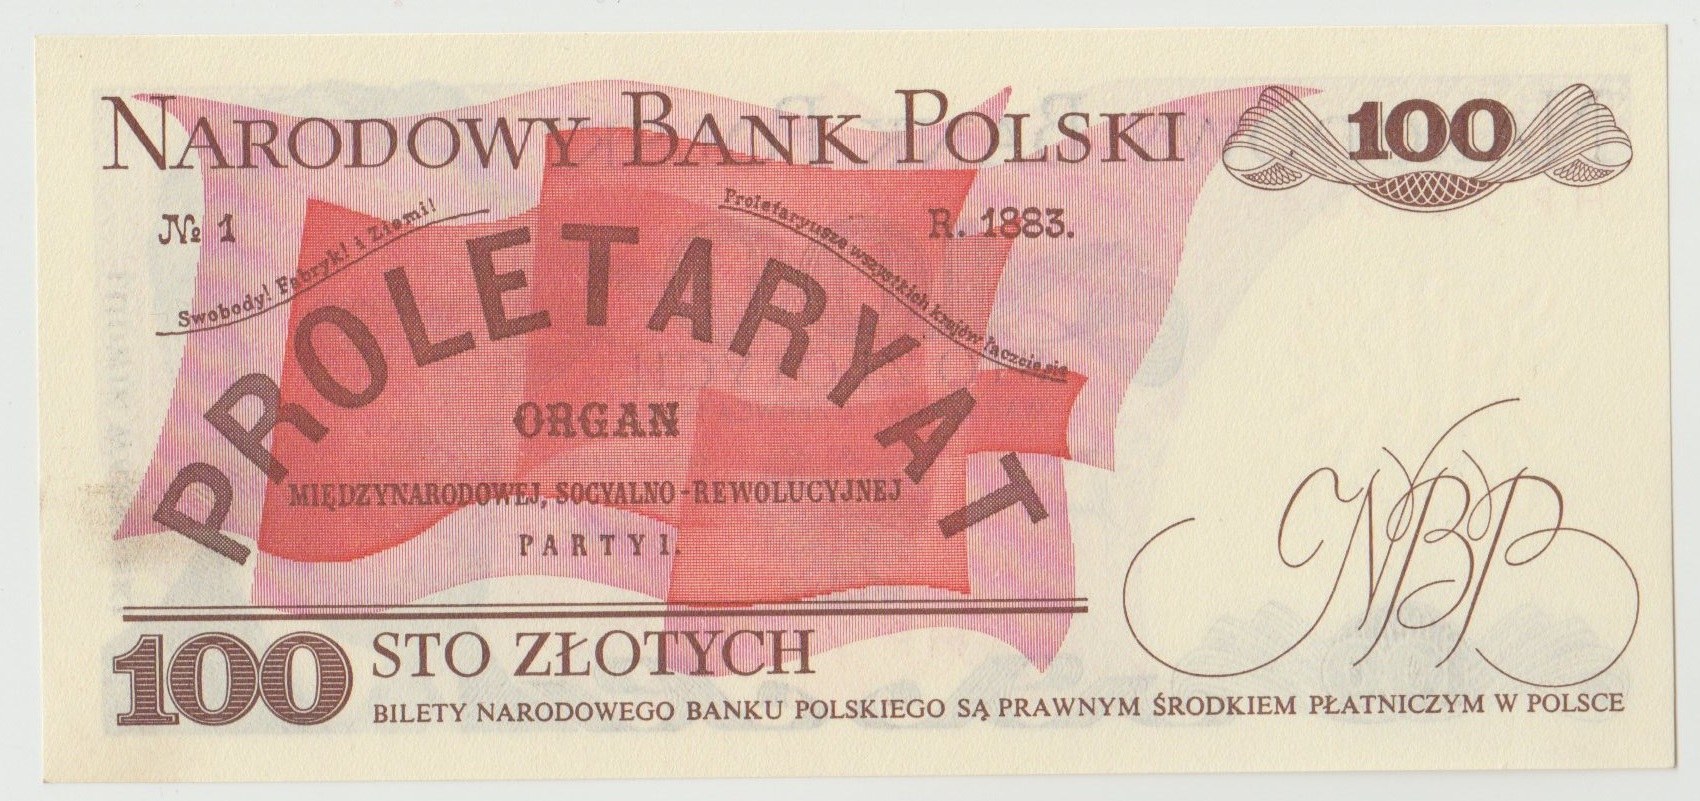 NARODOWY BANK POLSKI
100
№ 1
R. 1883.
Swobody! Fabryk! i Ziemi!
Proletaryusze wszystkich krajów łączcie się
PROLETARYAT
ORGAN
MIĘDZYNARODOWEJ, SOCYALNO-REWOLUCYJNEJ
PARTYI.
NBP
100 STO ZŁOTYCH
BILETY NARODOWEGO BANKU POLSKIEGO SĄ PRAWNYM ŚRODKIEM PŁATNICZYM W POLSCE